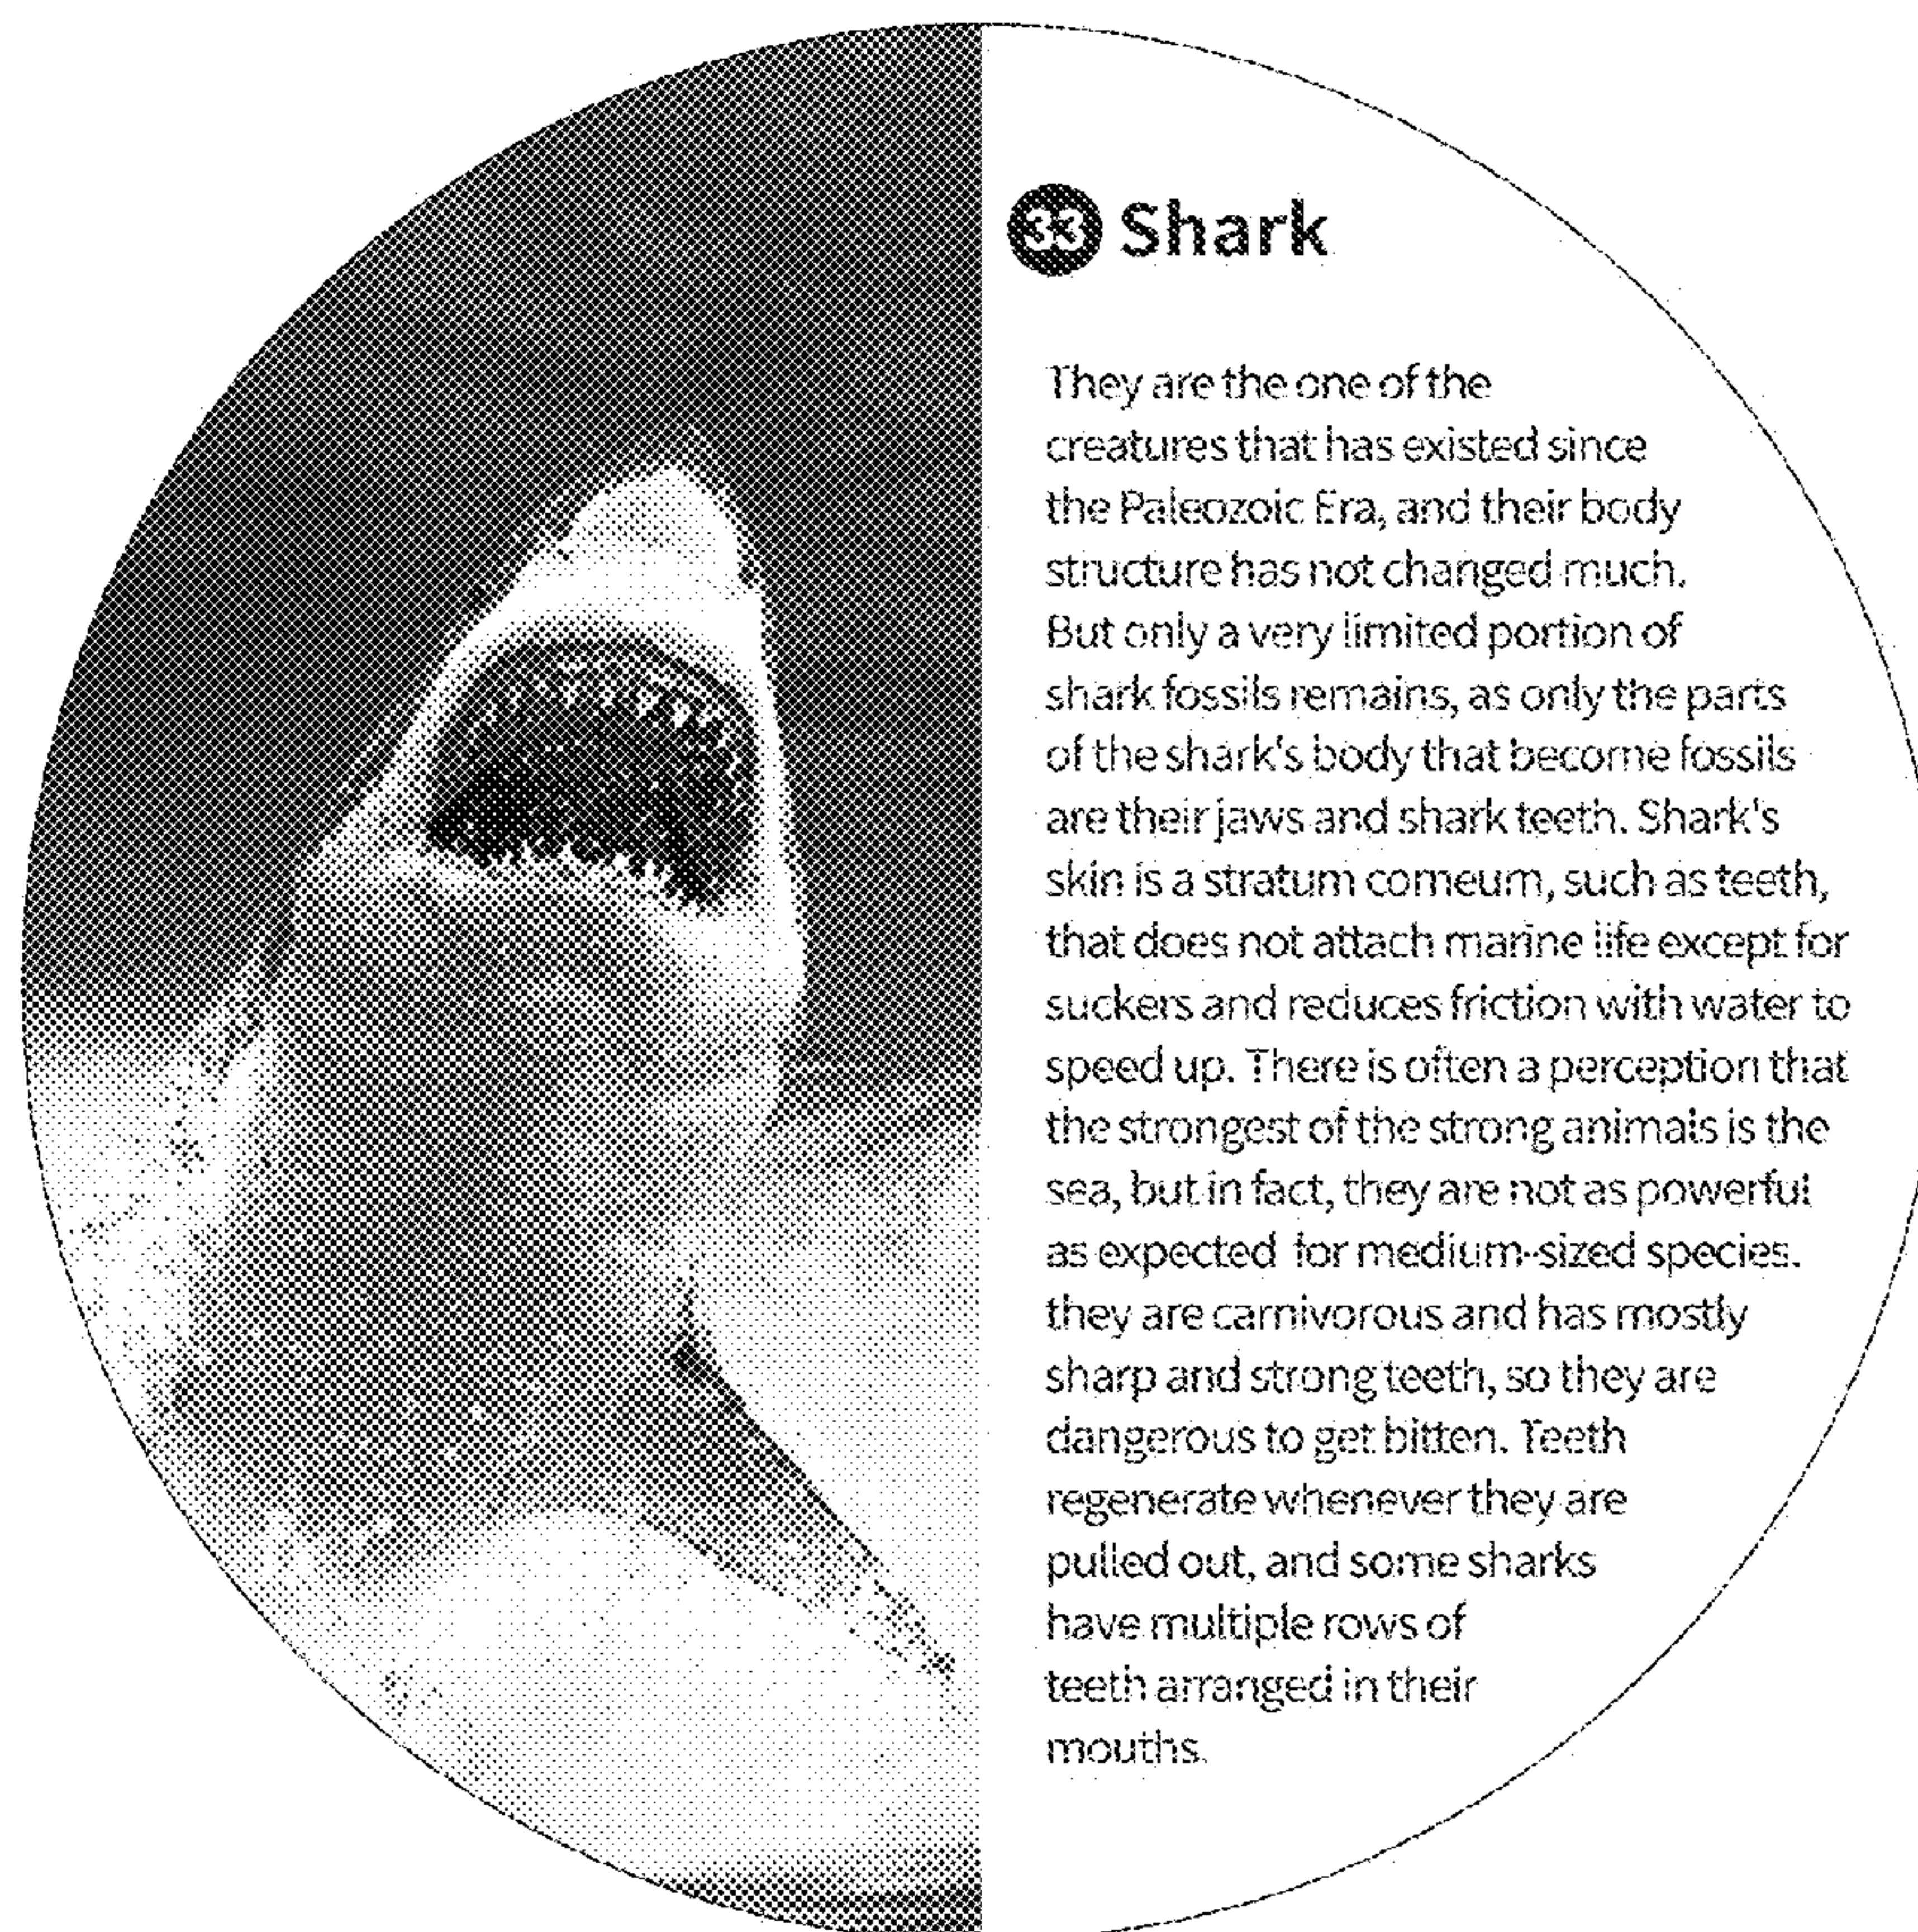 33 Shark
They are the one of the
creatures that has existed since
the Paleozoic Era, and their body
structure has not changed much.
But only a very limited portion of
shark fossils remains, as only the parts
of the shark's body that become fossils
are their jaws and shark teeth. Shark's
skin is a stratum corneum, such as teeth,
that does not attach marine life except for
suckers and reduces friction with water to
speed up. There is often a perception that
the strongest of the strong animals is the
sea, but in fact, they are not as powerful
as expected for medium-sized species.
they are carnivorous and has mostly
sharp and strong teeth, so they are
dangerous to get bitten. Teeth
regenerate whenever they are
pulled out, and some sharks
have multiple rows of
teeth arranged in their
mouths.